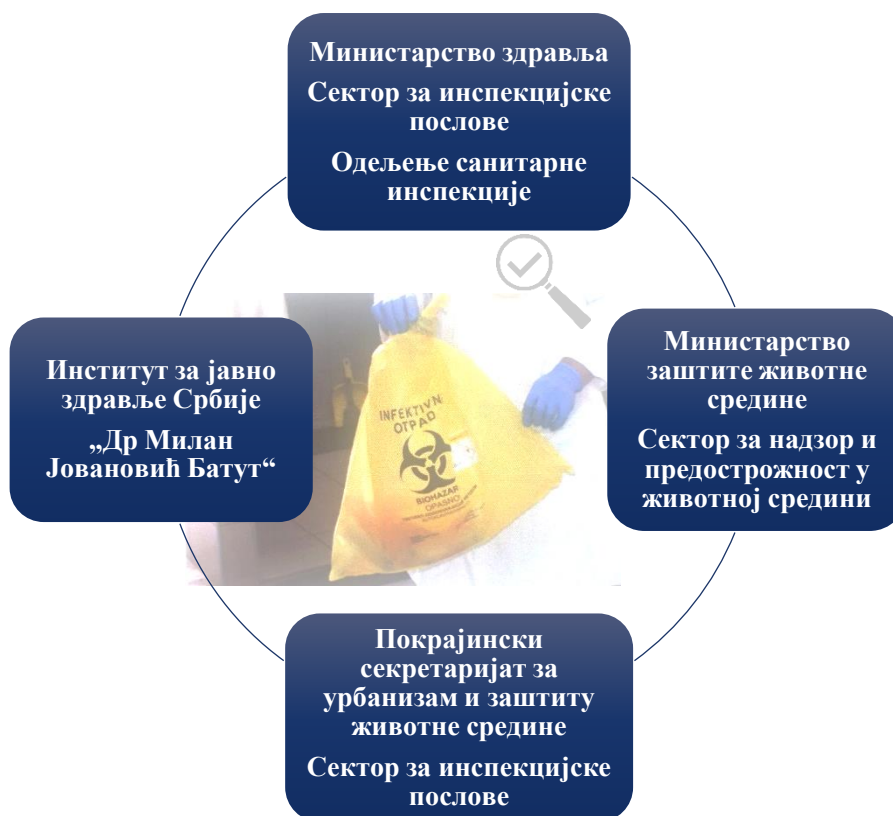 Министарство здравља
Сектор за инспекцијске
послове
Одељење санитарне
инспекције
Институт за јавно
здравље Србије
„Др Милан
Јовановић Батут“
Министарство
заштите животне
средине
Сектор за надзор и
предострожност у
животној средини
INFEKTIVNI
OTPAD
BIOHAZAR
OPASNO
Покрајински
секретаријат за
урбанизам и заштиту
животне средине
Сектор за инспекцијске
послове